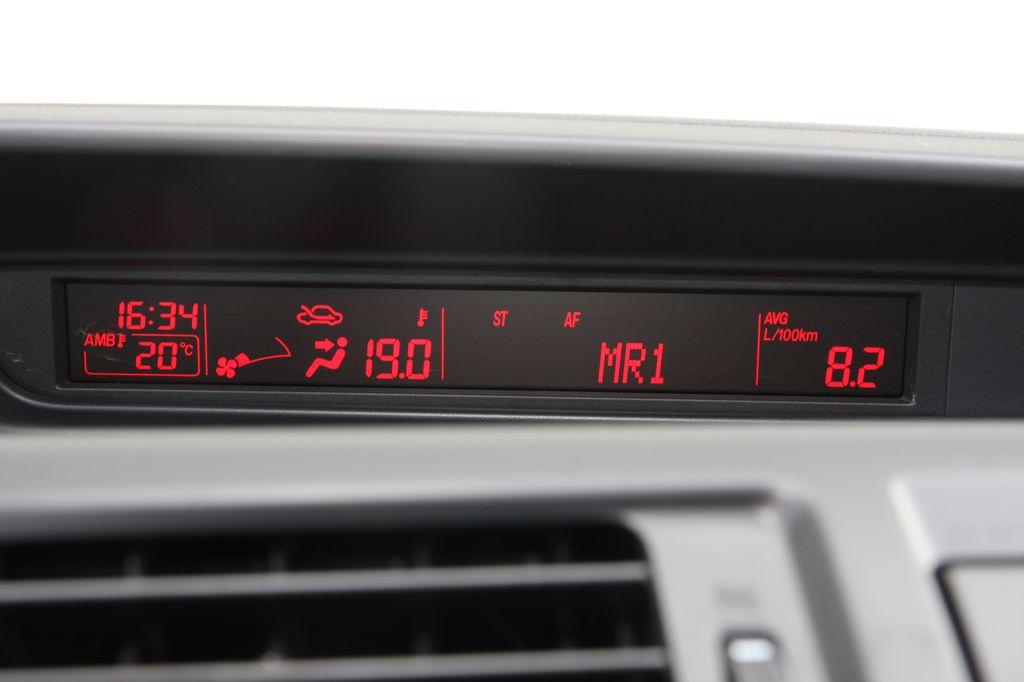 16:34
AMB 20°C
19.0
ST AF
MR1
AVG
L/100km
8.2